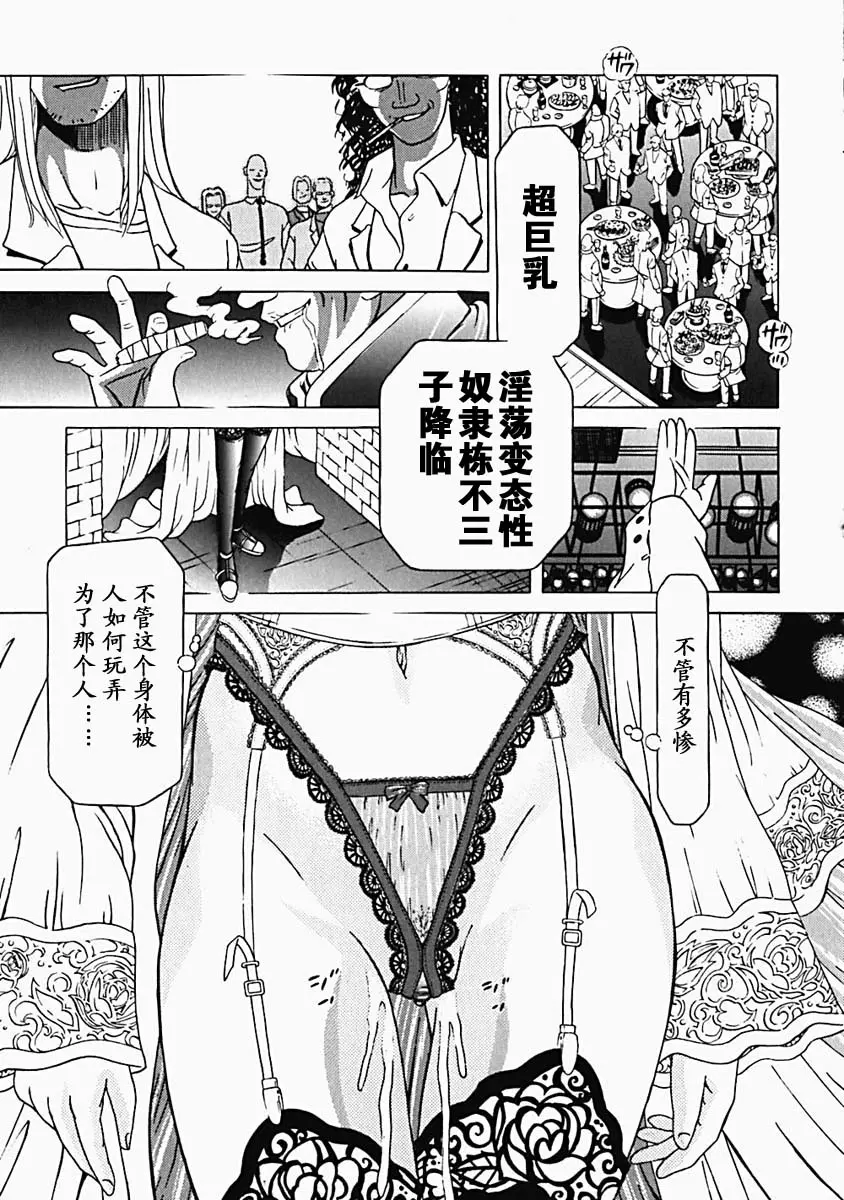 ザワ
超巨乳
ザワ
淫荡变态性
奴隶栋不三
子降临
不管有多惨
不管这个身体被
人如何玩弄
为了那个人……